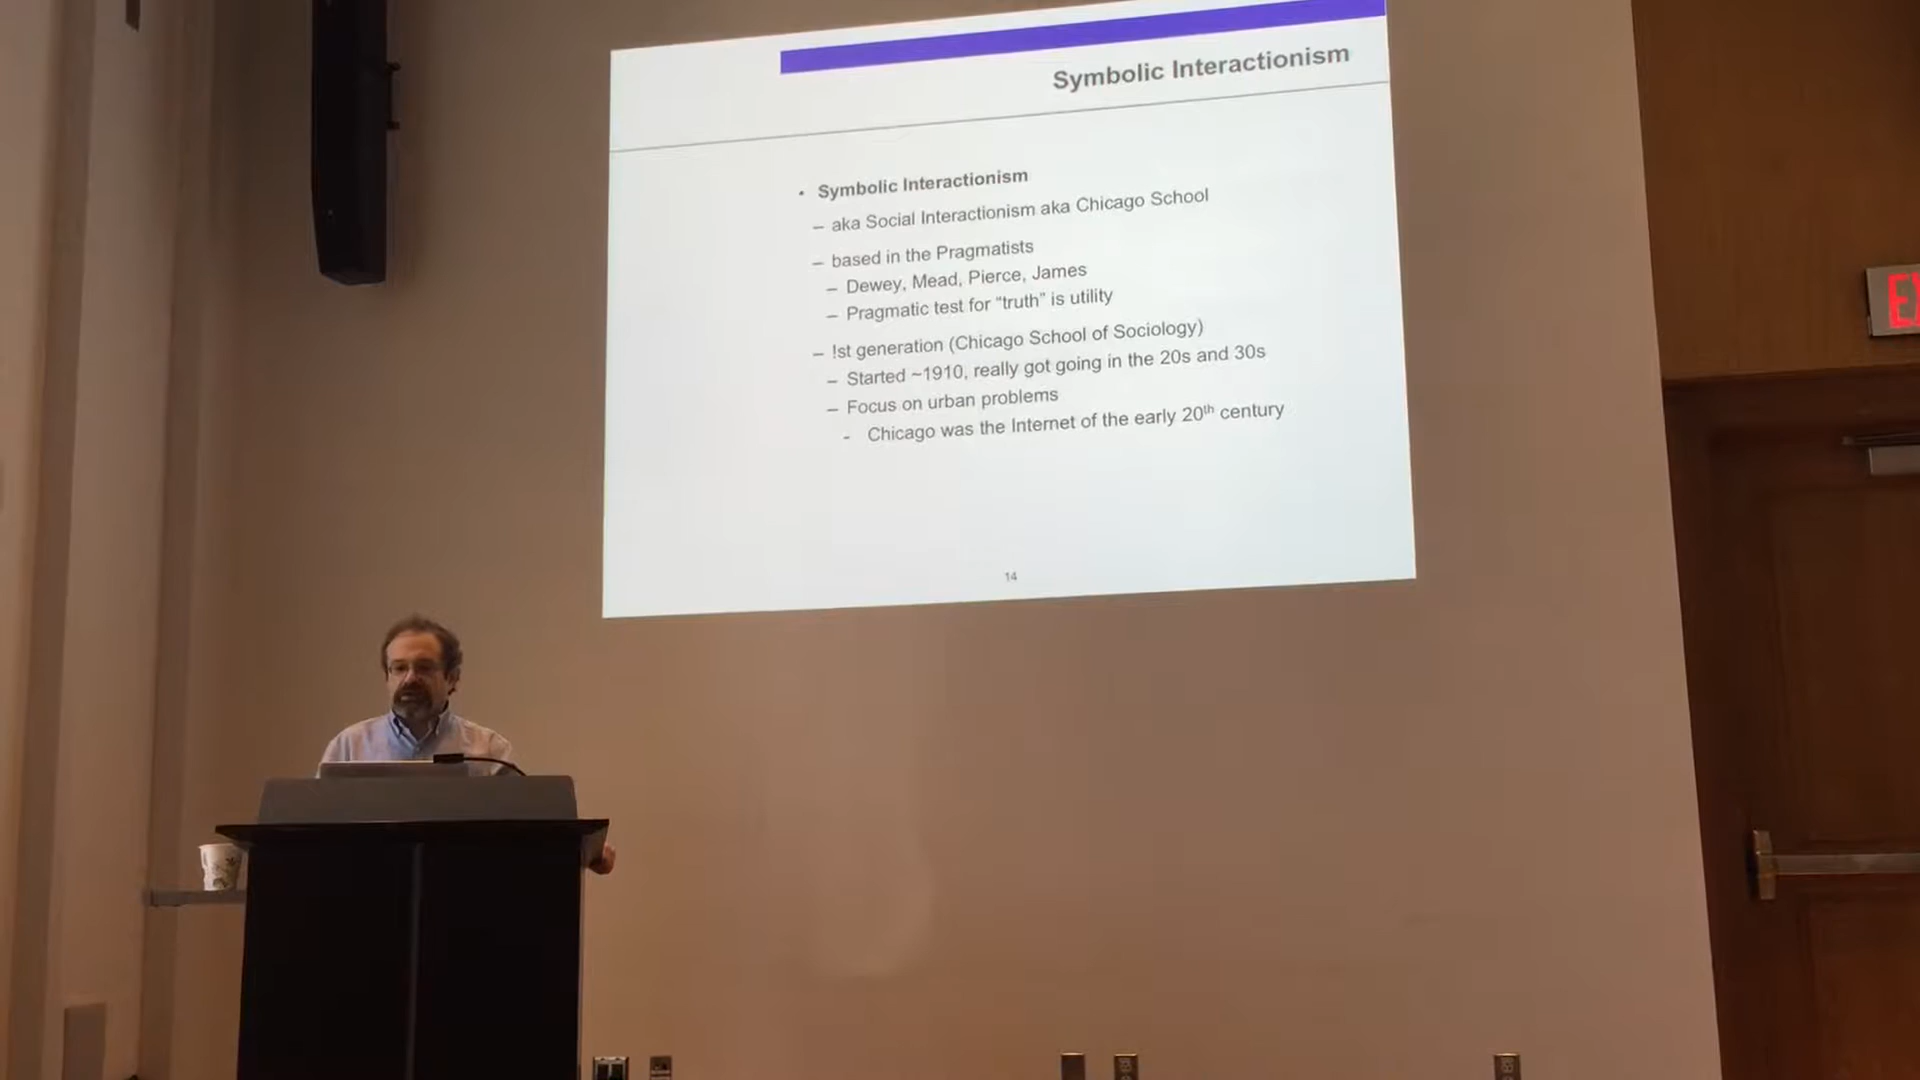 Symbolic Interactionism
• Symbolic Interactionism
– aka Social Interactionism aka Chicago School
– based in the Pragmatists
– Dewey, Mead, Pierce, James
– Pragmatic test for “truth” is utility
– !st generation (Chicago School of Sociology)
– Started ~1910, really got going in the 20s and 30s
– Focus on urban problems
- Chicago was the Internet of the early 20th century
14